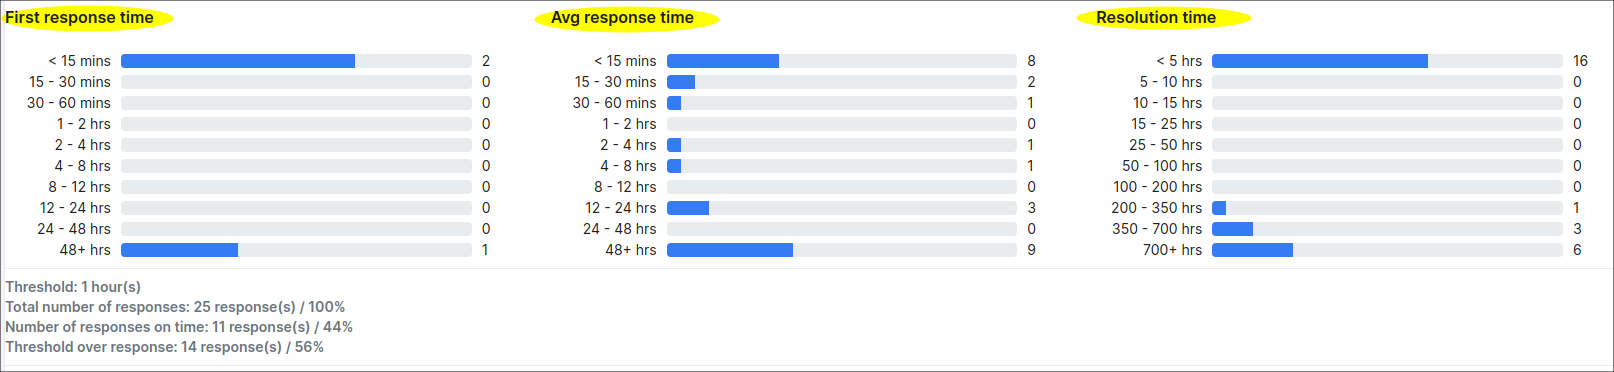 First response time
< 15 mins 2
15 - 30 mins 0
30 - 60 mins 0
1 - 2 hrs 0
2 - 4 hrs 0
4 - 8 hrs 0
8 - 12 hrs 0
12 - 24 hrs 0
24 - 48 hrs 0
48+ hrs 1
Avg response time
< 15 mins 8
15 - 30 mins 2
30 - 60 mins 1
1 - 2 hrs 0
2 - 4 hrs 1
4 - 8 hrs 1
8 - 12 hrs 0
12 - 24 hrs 3
24 - 48 hrs 0
48+ hrs 9
Resolution time
< 5 hrs 16
5 - 10 hrs 0
10 - 15 hrs 0
15 - 25 hrs 0
25 - 50 hrs 0
50 - 100 hrs 0
100 - 200 hrs 0
200 - 350 hrs 1
350 - 700 hrs 3
700+ hrs 6
Threshold: 1 hour(s)
Total number of responses: 25 response(s) / 100%
Number of responses on time: 11 response(s) / 44%
Threshold over response: 14 response(s) / 56%